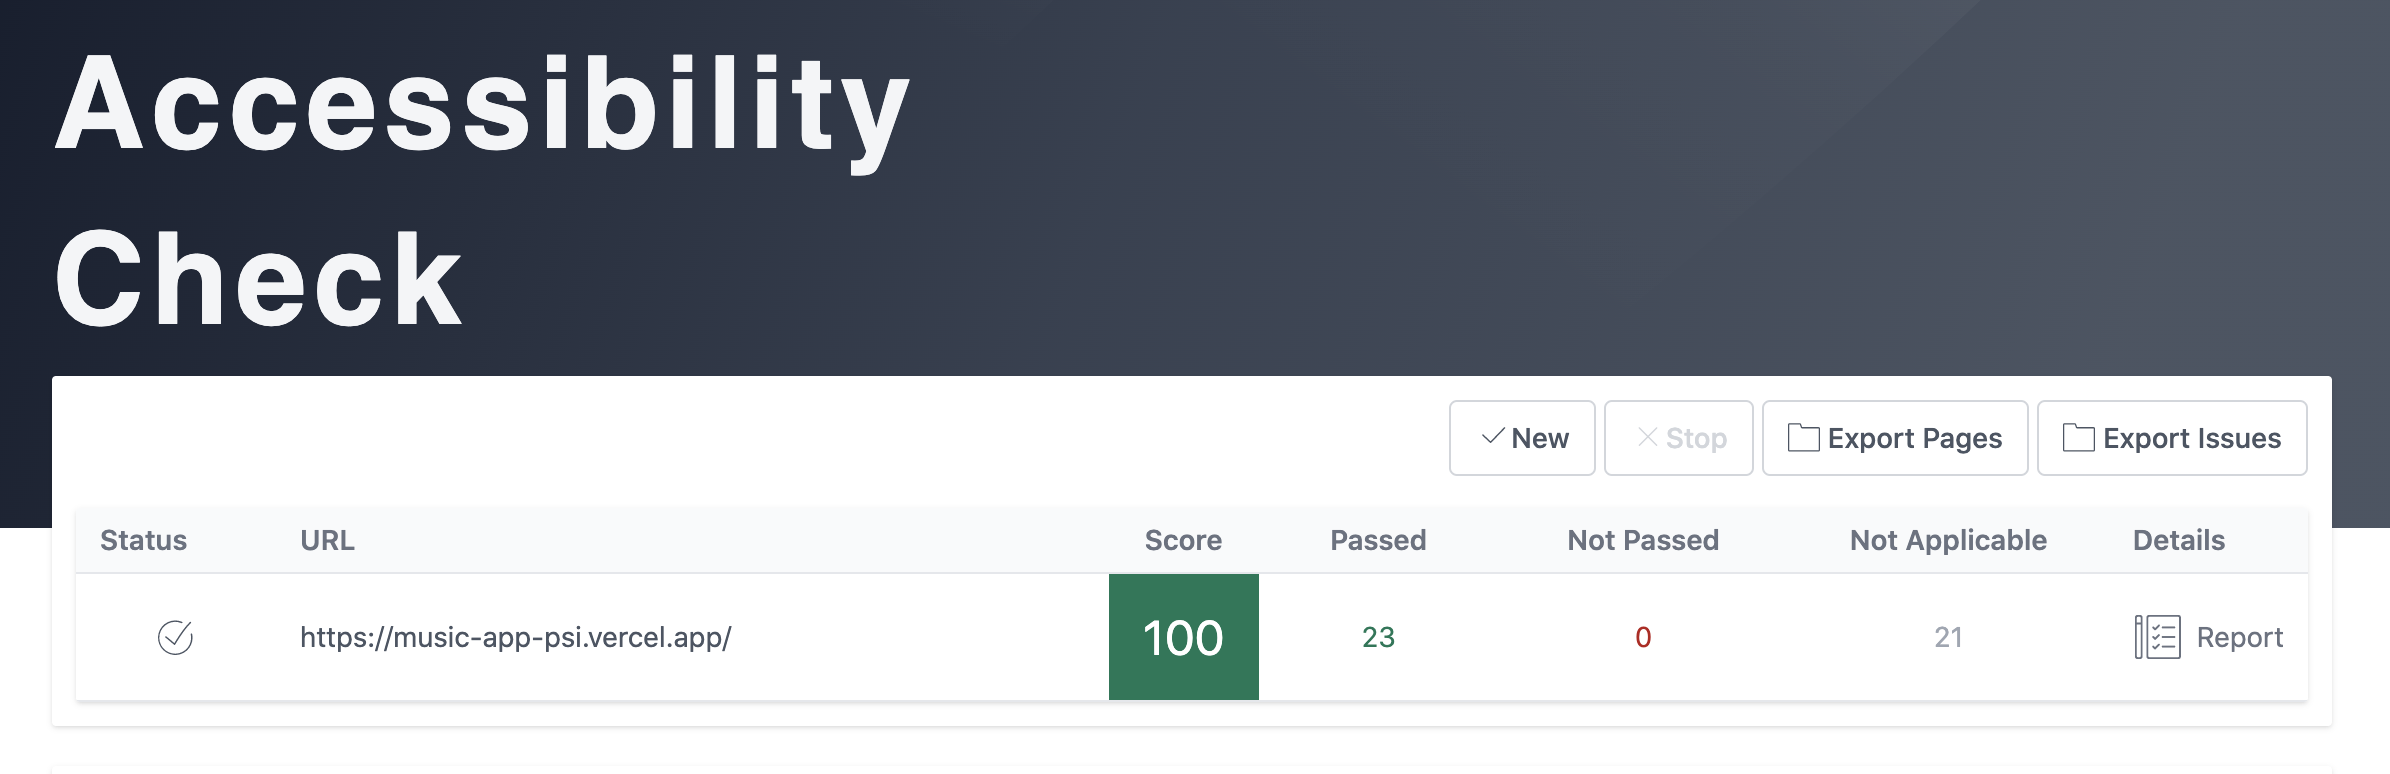 Accessibility
Check
New Stop Export Pages Export Issues
Status URL Score Passed Not Passed Not Applicable Details
https://music-app-psi.vercel.app/ 100 23 0 21 Report